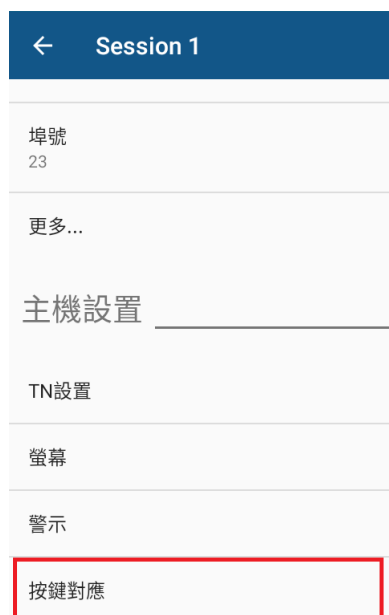 Session 1
埠號
23
更多...
主機設置
TN設置
螢幕
警示
按鍵對應